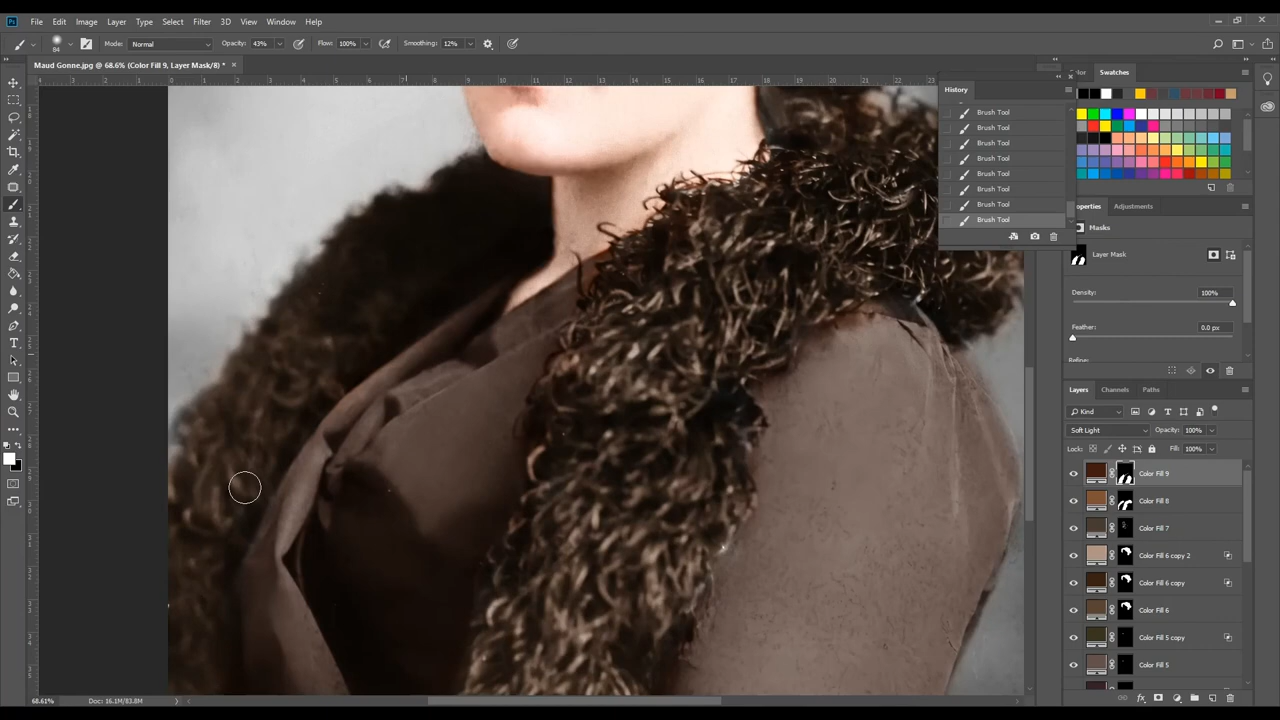 Ps File Edit Image Layer Type Select Filter 3D View Window Help
84 Mode: Normal Opacity: 43% Flow: 100% Smoothing: 12%
Maud Gonne.jpg @ 68.6% (Color Fill 9, Layer Mask/8) *
olor Swatches
History
Brush Tool
Brush Tool
Brush Tool
Brush Tool
Brush Tool
Brush Tool
Brush Tool
Brush Tool
roperties Adjustments
Masks
Layer Mask
Density: 100%
Feather: 0.0 px
Refine:
Layers Channels Paths
Kind
Soft Light Opacity: 100%
Lock: Fill: 100%
Color Fill 9
Color Fill 8
Color Fill 7
Color Fill 6 copy 2
Color Fill 6 copy
Color Fill 6
Color Fill 5 copy
Color Fill 5
68.61% Doc: 16.1M/83.8M